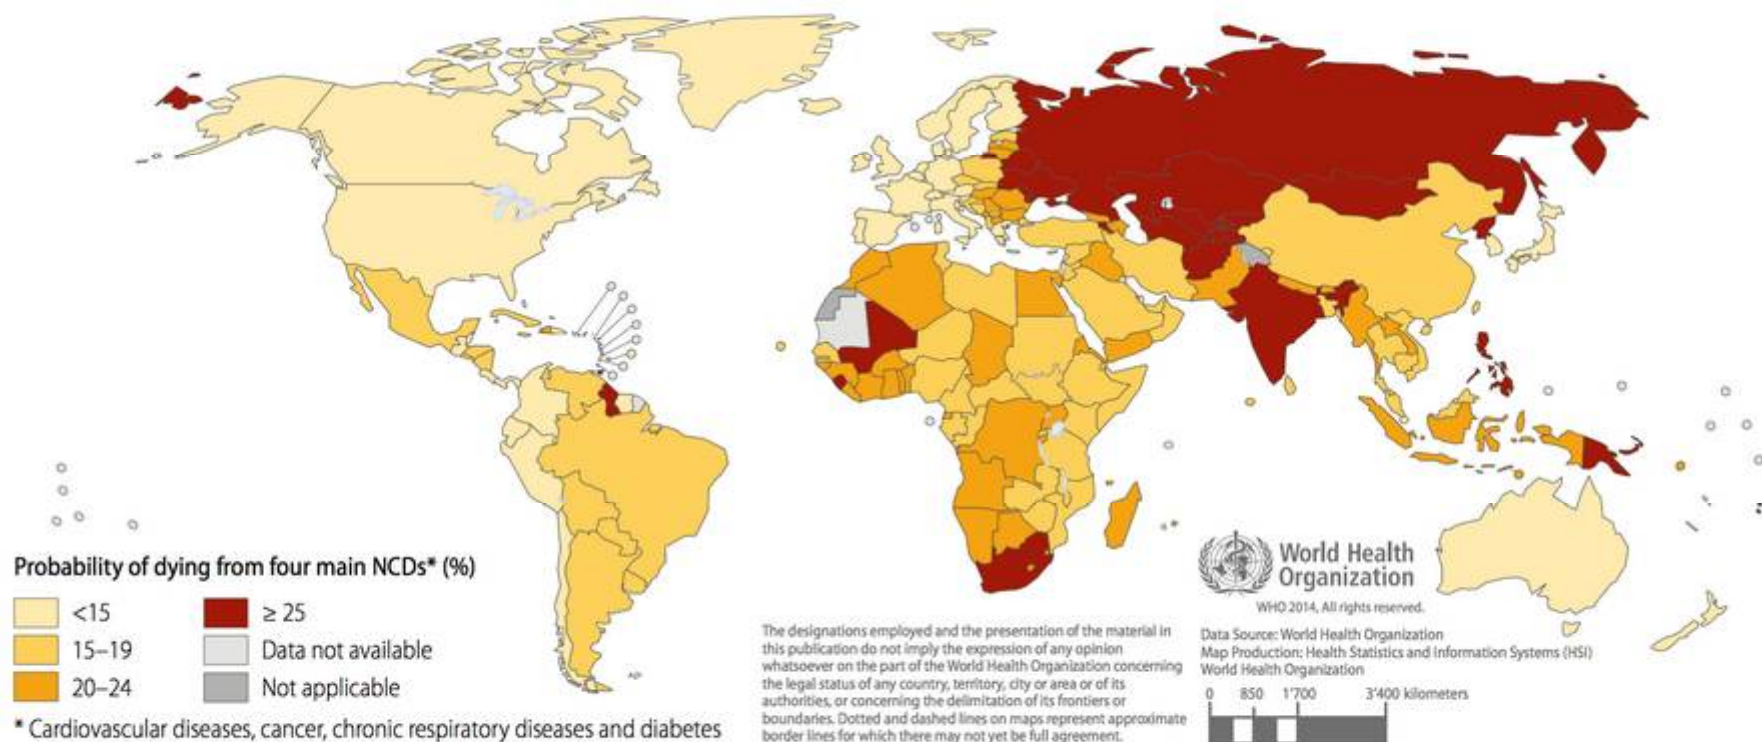 Probability of dying from four main NCDs* (%)
<15
15–19
20–24
≥ 25
Data not available
Not applicable
* Cardiovascular diseases, cancer, chronic respiratory diseases and diabetes
The designations employed and the presentation of the material in
this publication do not imply the expression of any opinion
whatsoever on the part of the World Health Organization concerning
the legal status of any country, territory, city or area or of its
authorities, or concerning the delimitation of its frontiers or
boundaries. Dotted and dashed lines on maps represent approximate
border lines for which there may not yet be full agreement.
World Health
Organization
WHO 2014, All rights reserved.
Data Source: World Health Organization
Map Production: Health Statistics and Information Systems (HSI)
World Health Organization
0 850 1'700 3'400 kilometers